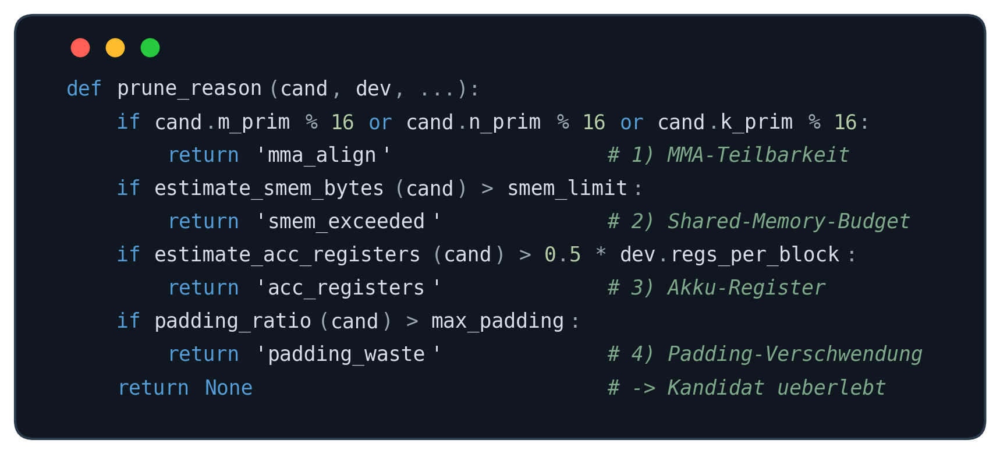 def prune_reason(cand, dev, ...):
    if cand.m_prim % 16 or cand.n_prim % 16 or cand.k_prim % 16:
        return 'mma_align'                  # 1) MMA-Teilbarkeit
    if estimate_smem_bytes(cand) > smem_limit:
        return 'smem_exceeded'              # 2) Shared-Memory-Budget
    if estimate_acc_registers(cand) > 0.5 * dev.regs_per_block:
        return 'acc_registers'              # 3) Akku-Register
    if padding_ratio(cand) > max_padding:
        return 'padding_waste'              # 4) Padding-Verschwendung
    return None                             # -> Kandidat ueberlebt